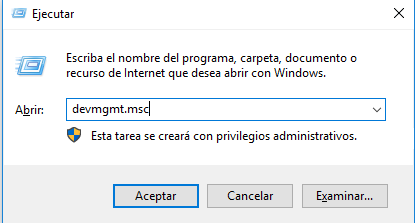 Ejecutar
Escriba el nombre del programa, carpeta, documento o
recurso de Internet que desea abrir con Windows.
Abrir: devmgmt.msc
Esta tarea se creará con privilegios administrativos.
Aceptar Cancelar Examinar...